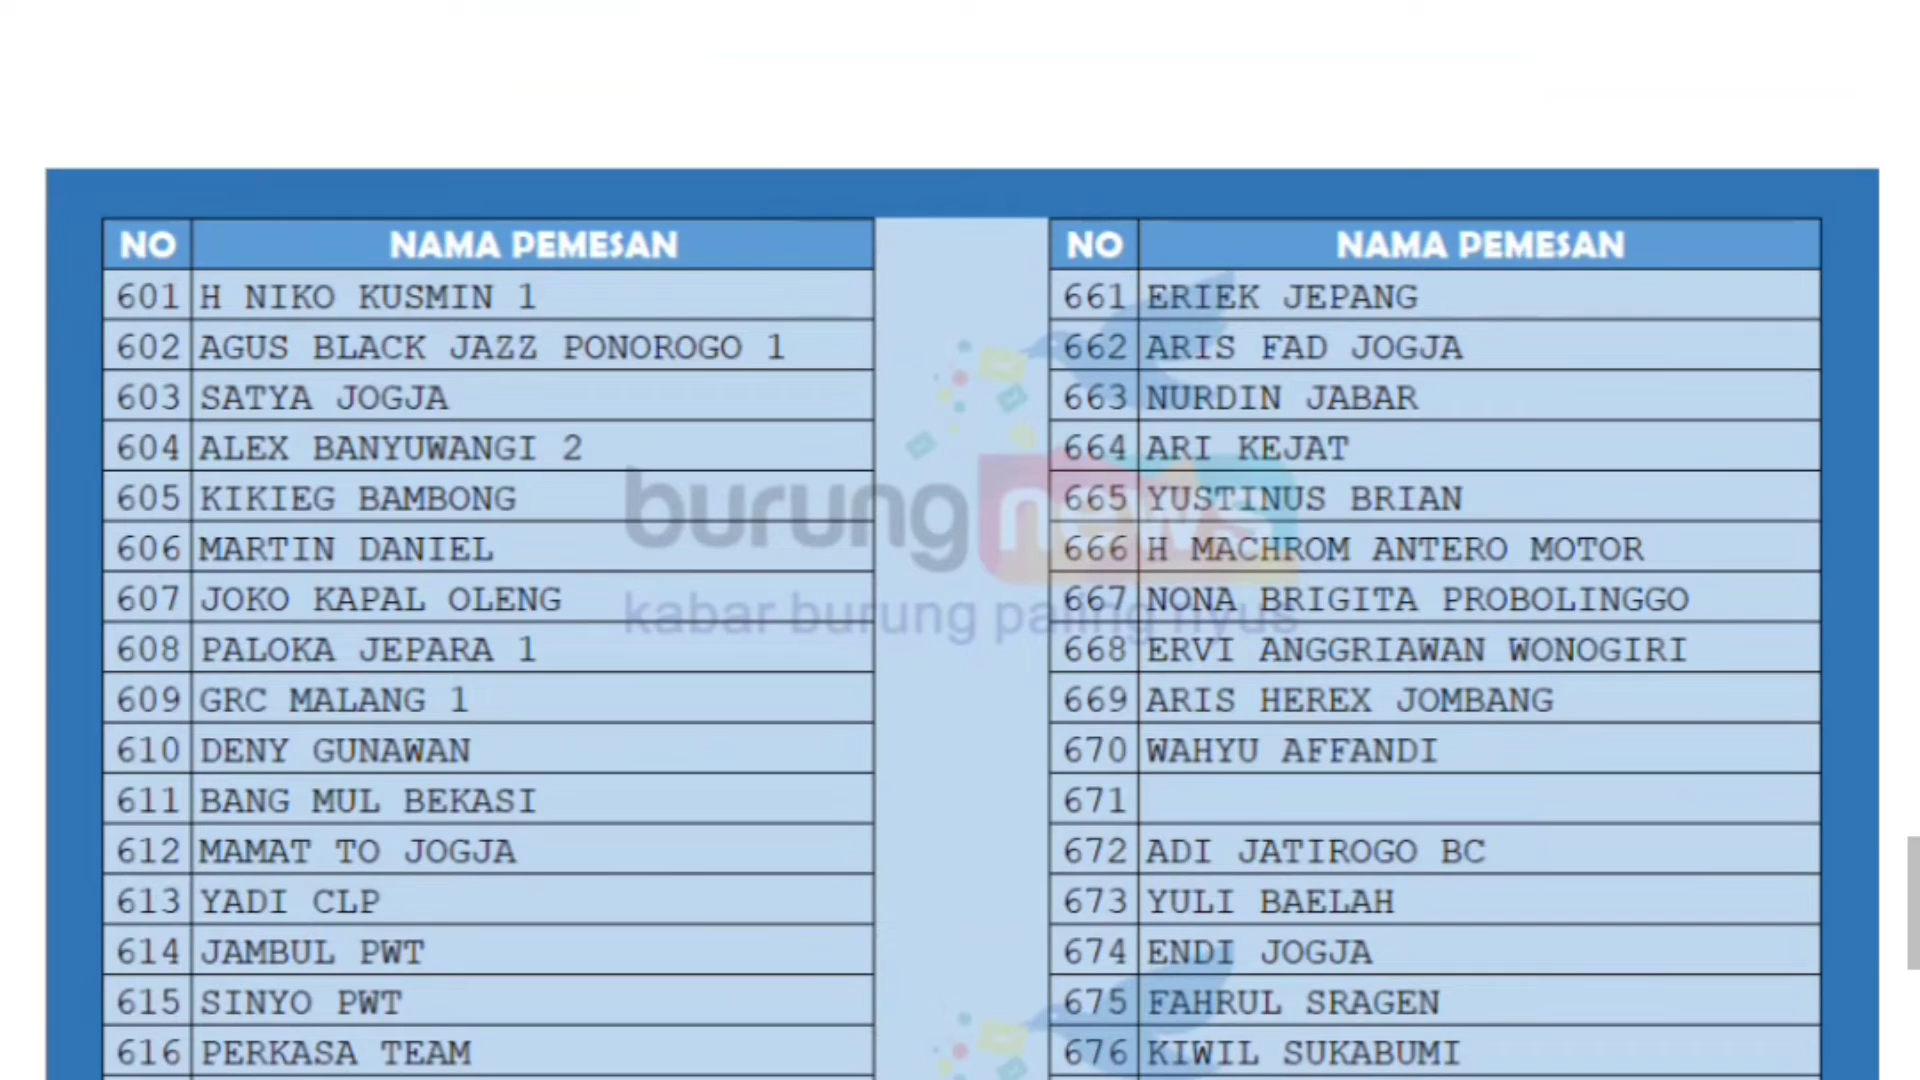 NO NAMA PEMESAN
601 H NIKO KUSMIN 1
602 AGUS BLACK JAZZ PONOROGO 1
603 SATYA JOGJA
604 ALEX BANYUWANGI 2
605 KIKIEG BAMBONG
606 MARTIN DANIEL
607 JOKO KAPAL OLENG
608 PALOKA JEPARA 1
609 GRC MALANG 1
610 DENY GUNAWAN
611 BANG MUL BEKASI
612 MAMAT TO JOGJA
613 YADI CLP
614 JAMBUL PWT
615 SINYO PWT
616 PERKASA TEAM
NO NAMA PEMESAN
661 ERIEK JEPANG
662 ARIS FAD JOGJA
663 NURDIN JABAR
664 ARI KEJAT
665 YUSTINUS BRIAN
666 H MACHROM ANTERO MOTOR
667 NONA BRIGITA PROBOLINGGO
668 ERVI ANGGRIAWAN WONOGIRI
669 ARIS HEREX JOMBANG
670 WAHYU AFFANDI
671
672 ADI JATIROGO BC
673 YULI BAELAH
674 ENDI JOGJA
675 FAHRUL SRAGEN
676 KIWIL SUKABUMI
burung news
kabar burung paling nyus